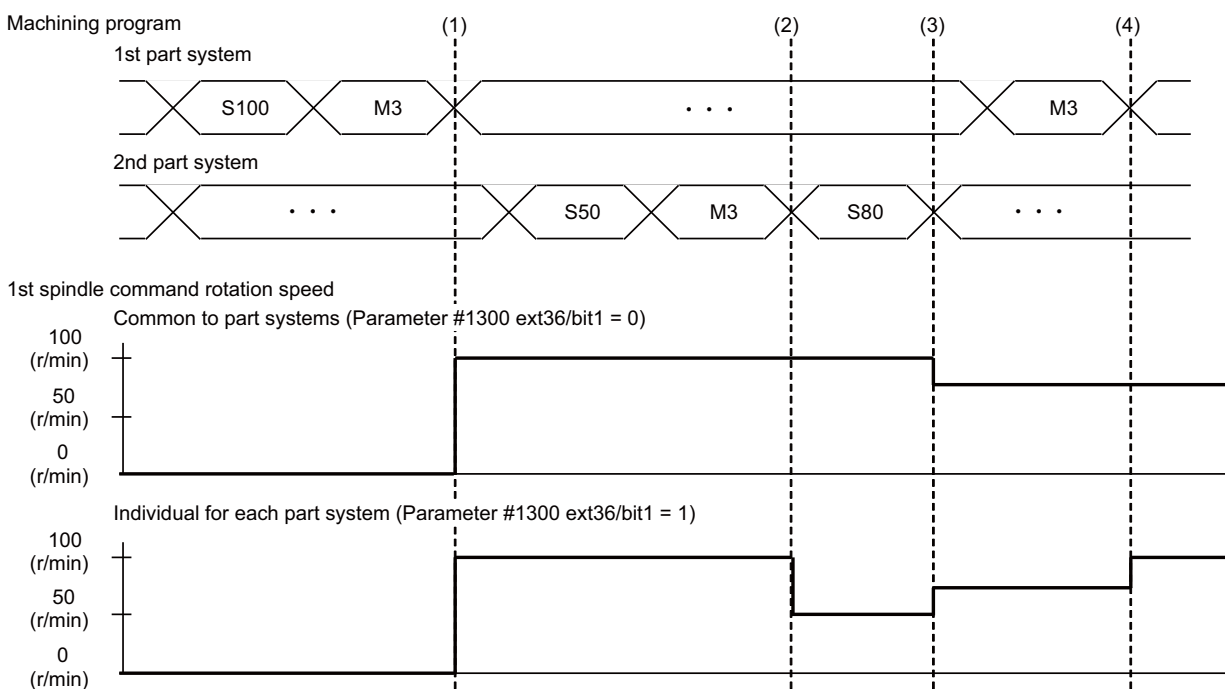 Machining program (1) (2) (3) (4)
1st part system
S100 M3 · · · M3
2nd part system
· · · S50 M3 S80 · · ·
1st spindle command rotation speed
Common to part systems (Parameter #1300 ext36/bit1 = 0)
100
(r/min)
50
(r/min)
0
(r/min)
Individual for each part system (Parameter #1300 ext36/bit1 = 1)
100
(r/min)
50
(r/min)
0
(r/min)